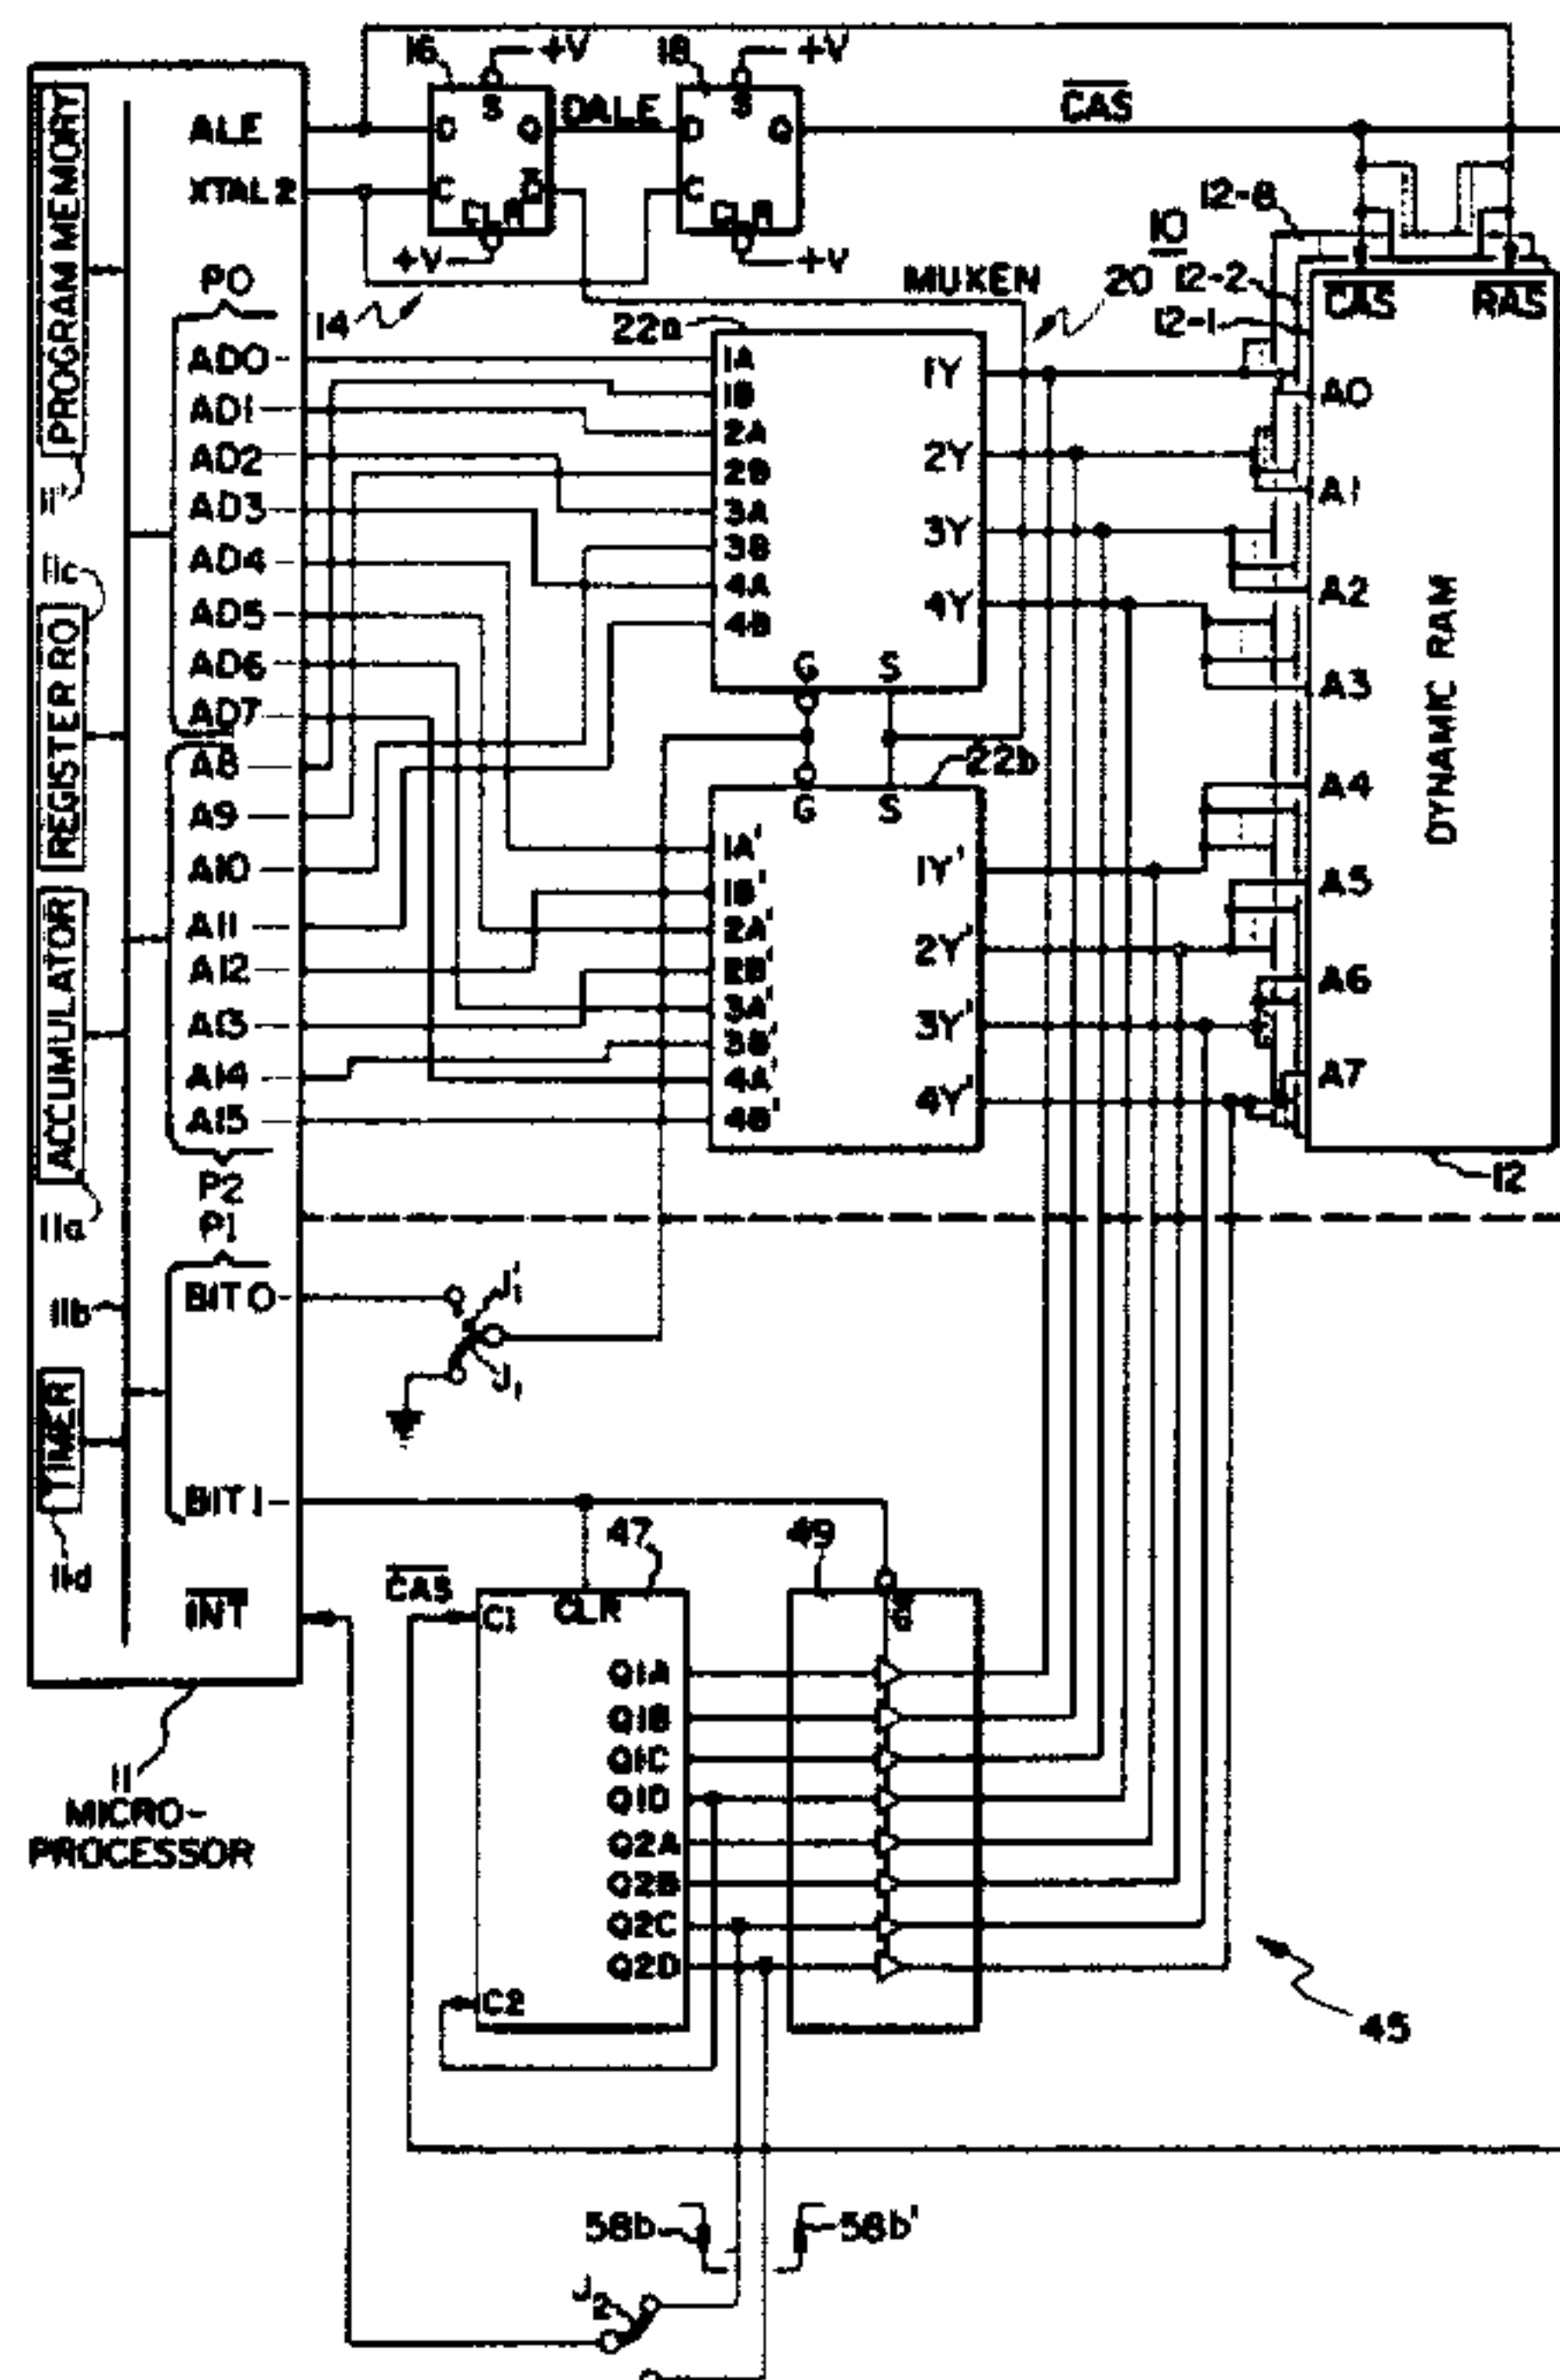 16
+V
18
+V
ALE
D
S
Q
DALE
D
S
Q
CAS
XTAL 2
C
C
+V
+V
14
MUXEN
20
10
12-8
12-2
12-1
CAS
RAS
PROGRAM MEMORY
REGISTER RO
ACCUMULATOR
11a
11b
TIMER
11d
P0
AD0
AD1
AD2
AD3
AD4
AD5
AD6
AD7
A8
A9
A10
A11
A12
A13
A14
A15
P2
P1
BIT 0
BIT 1
INT
11
MICRO-
PROCESSOR
22a
1A
1B
2A
2B
3A
3B
4A
4B
G
S
1Y
2Y
3Y
4Y
22b
G
S
1A'
1B'
2A'
2B'
3A'
3B'
4A'
4B'
1Y'
2Y'
3Y'
4Y'
A0
A1
A2
A3
A4
A5
A6
A7
DYNAMIC RAM
12
J1'
J1
CAS
47
49
C1
CLR
G
Q1A
Q1B
Q1C
Q1D
Q2A
Q2B
Q2C
Q2D
C2
45
58b
58b'
J2